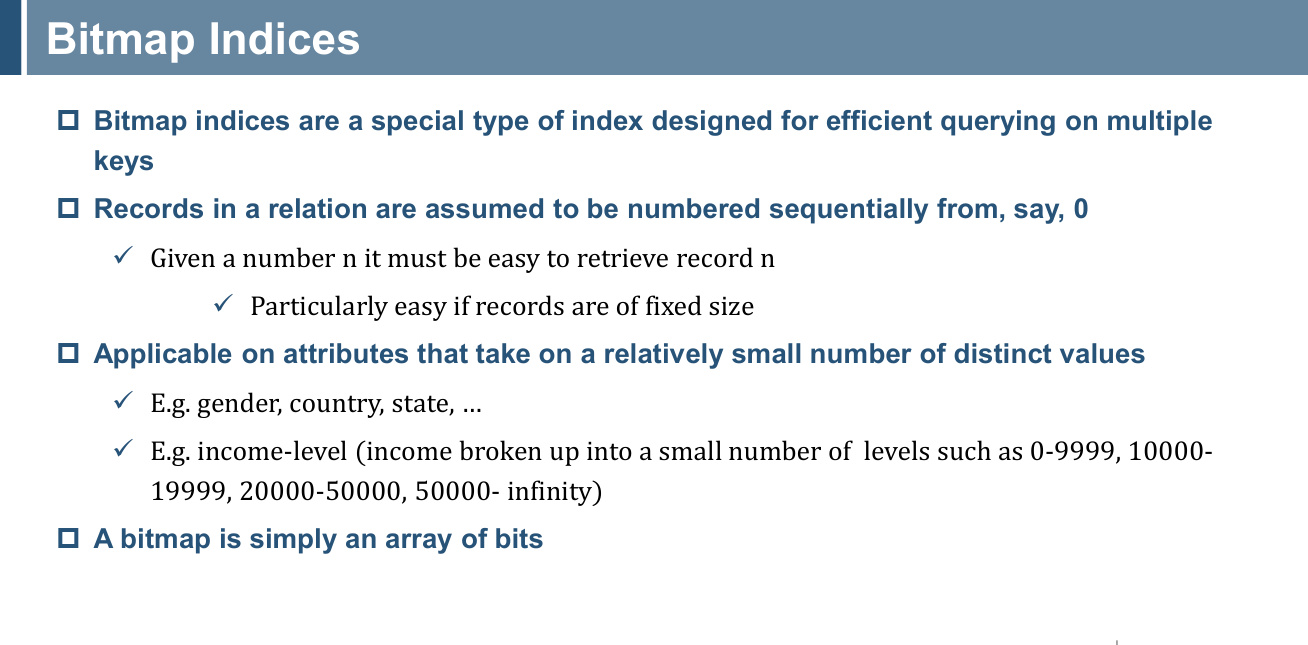 Bitmap Indices
Bitmap indices are a special type of index designed for efficient querying on multiple
keys
Records in a relation are assumed to be numbered sequentially from, say, 0
Given a number n it must be easy to retrieve record n
Particularly easy if records are of fixed size
Applicable on attributes that take on a relatively small number of distinct values
E.g. gender, country, state, …
E.g. income-level (income broken up into a small number of  levels such as 0-9999, 10000-
19999, 20000-50000, 50000- infinity)
A bitmap is simply an array of bits